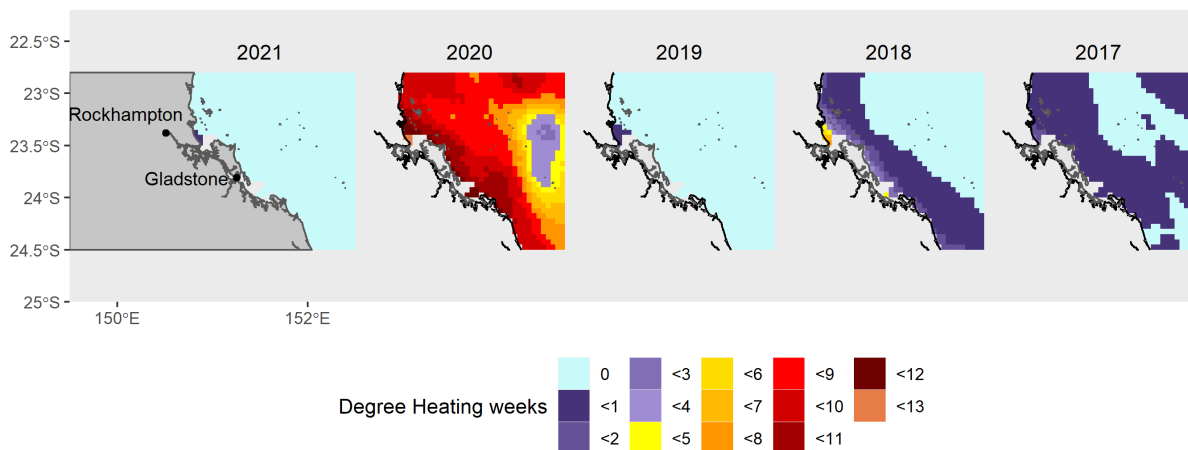 2021 2020 2019 2018 2017
22.5°S
23°S
Rockhampton
23.5°S
Gladstone
24°S
24.5°S
25°S
150°E 152°E
Degree Heating weeks
0 <3 <6 <9 <12
<1 <4 <7 <10 <13
<2 <5 <8 <11